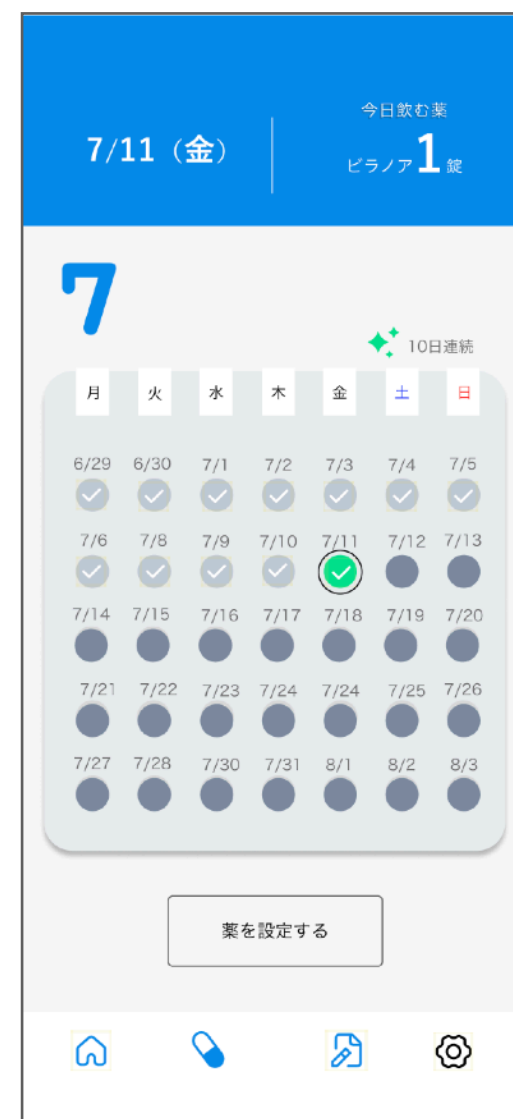 今日飲む薬
7/11（金）
ビラノア1錠
7
10日連続
月 火 水 木 金 土 日
6/29 6/30 7/1 7/2 7/3 7/4 7/5
7/6 7/8 7/9 7/10 7/11 7/12 7/13
7/14 7/15 7/16 7/17 7/18 7/19 7/20
7/21 7/22 7/23 7/24 7/24 7/25 7/26
7/27 7/28 7/30 7/31 8/1 8/2 8/3
薬を設定する